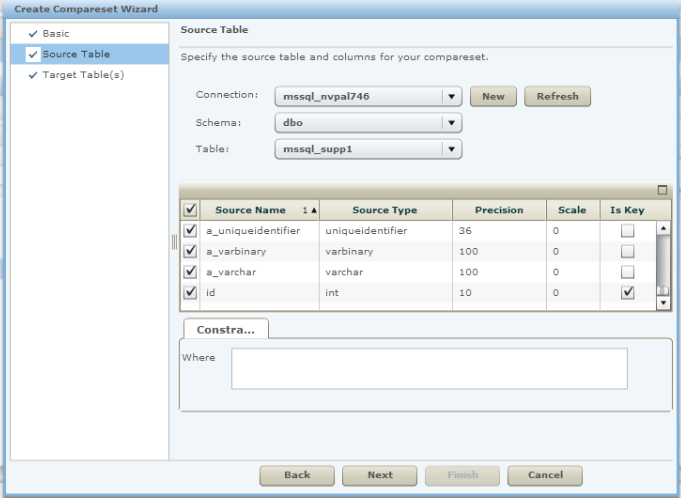 Create Compareset Wizard
Basic
Source Table
Target Table(s)
Source Table
Specify the source table and columns for your compareset.
Connection: mssql_nvpal746 New Refresh
Schema: dbo
Table: mssql_supp1
Source Name 1 Source Type Precision Scale Is Key
a_uniqueidentifier uniqueidentifier 36 0
a_varbinary varbinary 100 0
a_varchar varchar 100 0
id int 10 0
Constra...
Where
Back Next Finish Cancel